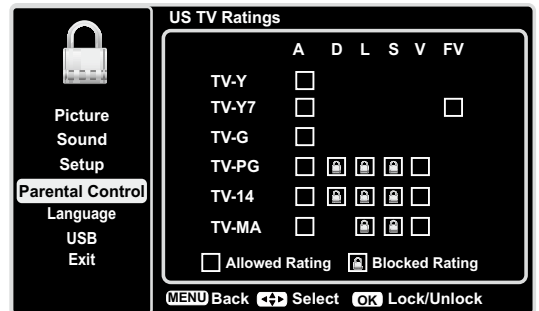 US TV Ratings
A D L S V FV
TV-Y
TV-Y7
TV-G
TV-PG
TV-14
TV-MA
Allowed Rating Blocked Rating
MENU Back Select OK Lock/Unlock
Picture
Sound
Setup
Parental Control
Language
USB
Exit